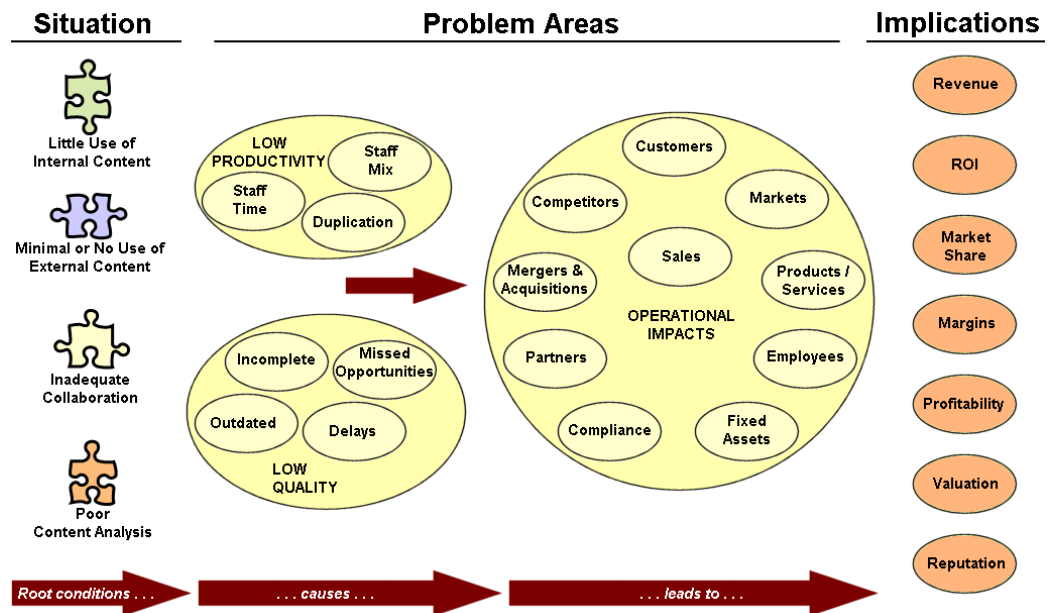 Situation
Problem Areas
Implications
Little Use of
Internal Content
Minimal or No Use of
External Content
Inadequate
Collaboration
Poor
Content Analysis
LOW
PRODUCTIVITY
Staff
Mix
Staff
Time
Duplication
Incomplete
Missed
Opportunities
Outdated
Delays
LOW
QUALITY
Customers
Competitors
Markets
Sales
Mergers &
Acquisitions
Products /
Services
OPERATIONAL
IMPACTS
Partners
Employees
Compliance
Fixed
Assets
Revenue
ROI
Market
Share
Margins
Profitability
Valuation
Reputation
Root conditions . . .
. . . causes . . .
. . . leads to . . .